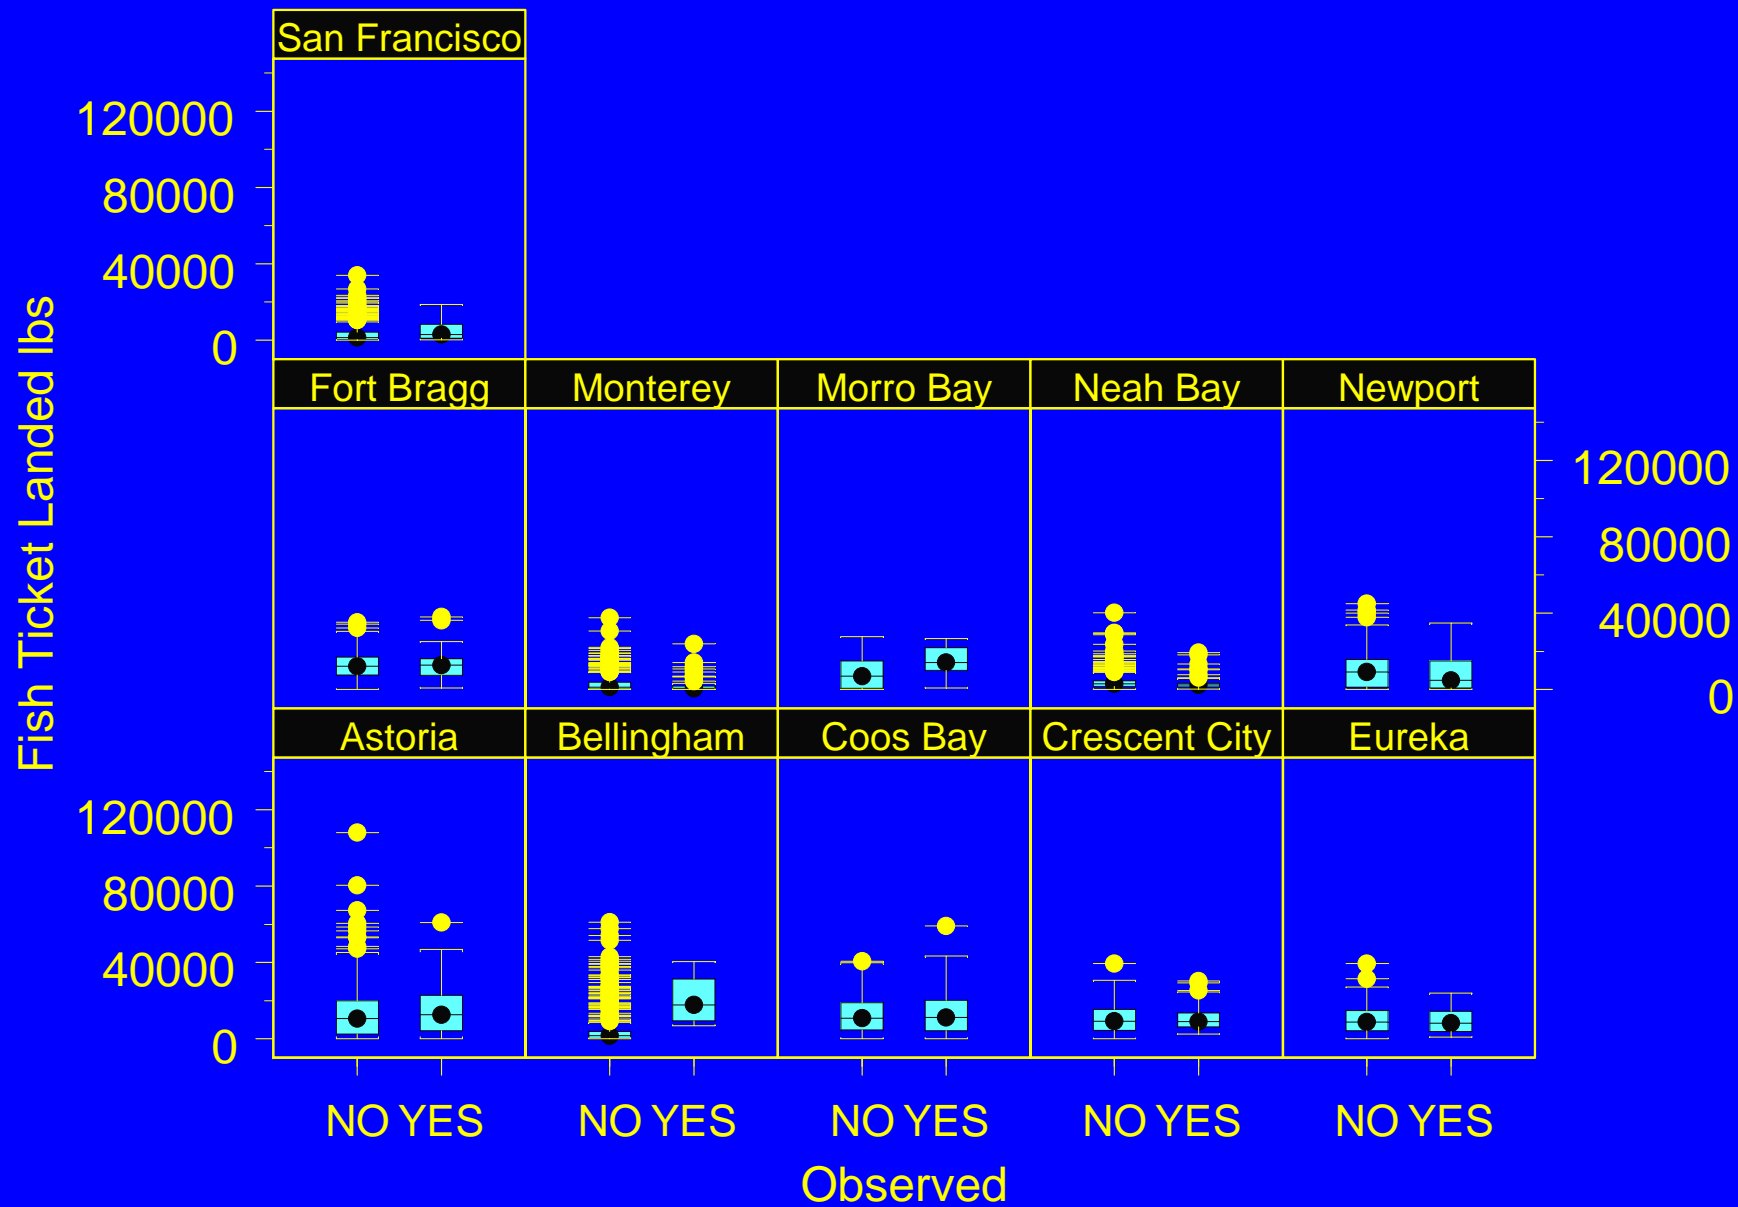 San Francisco
120000
80000
40000
0
Fish Ticket Landed lbs
Fort Bragg Monterey Morro Bay Neah Bay Newport
120000
80000
40000
0
Astoria Bellingham Coos Bay Crescent City Eureka
120000
80000
40000
0
NO YES NO YES NO YES NO YES NO YES
Observed